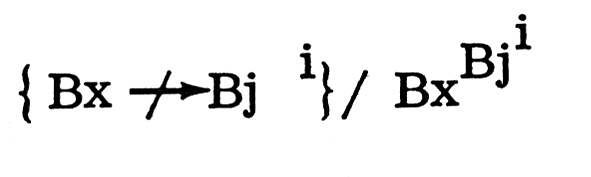 { Bx ↛ Bj ⁱ}/ Bx^Bj^i